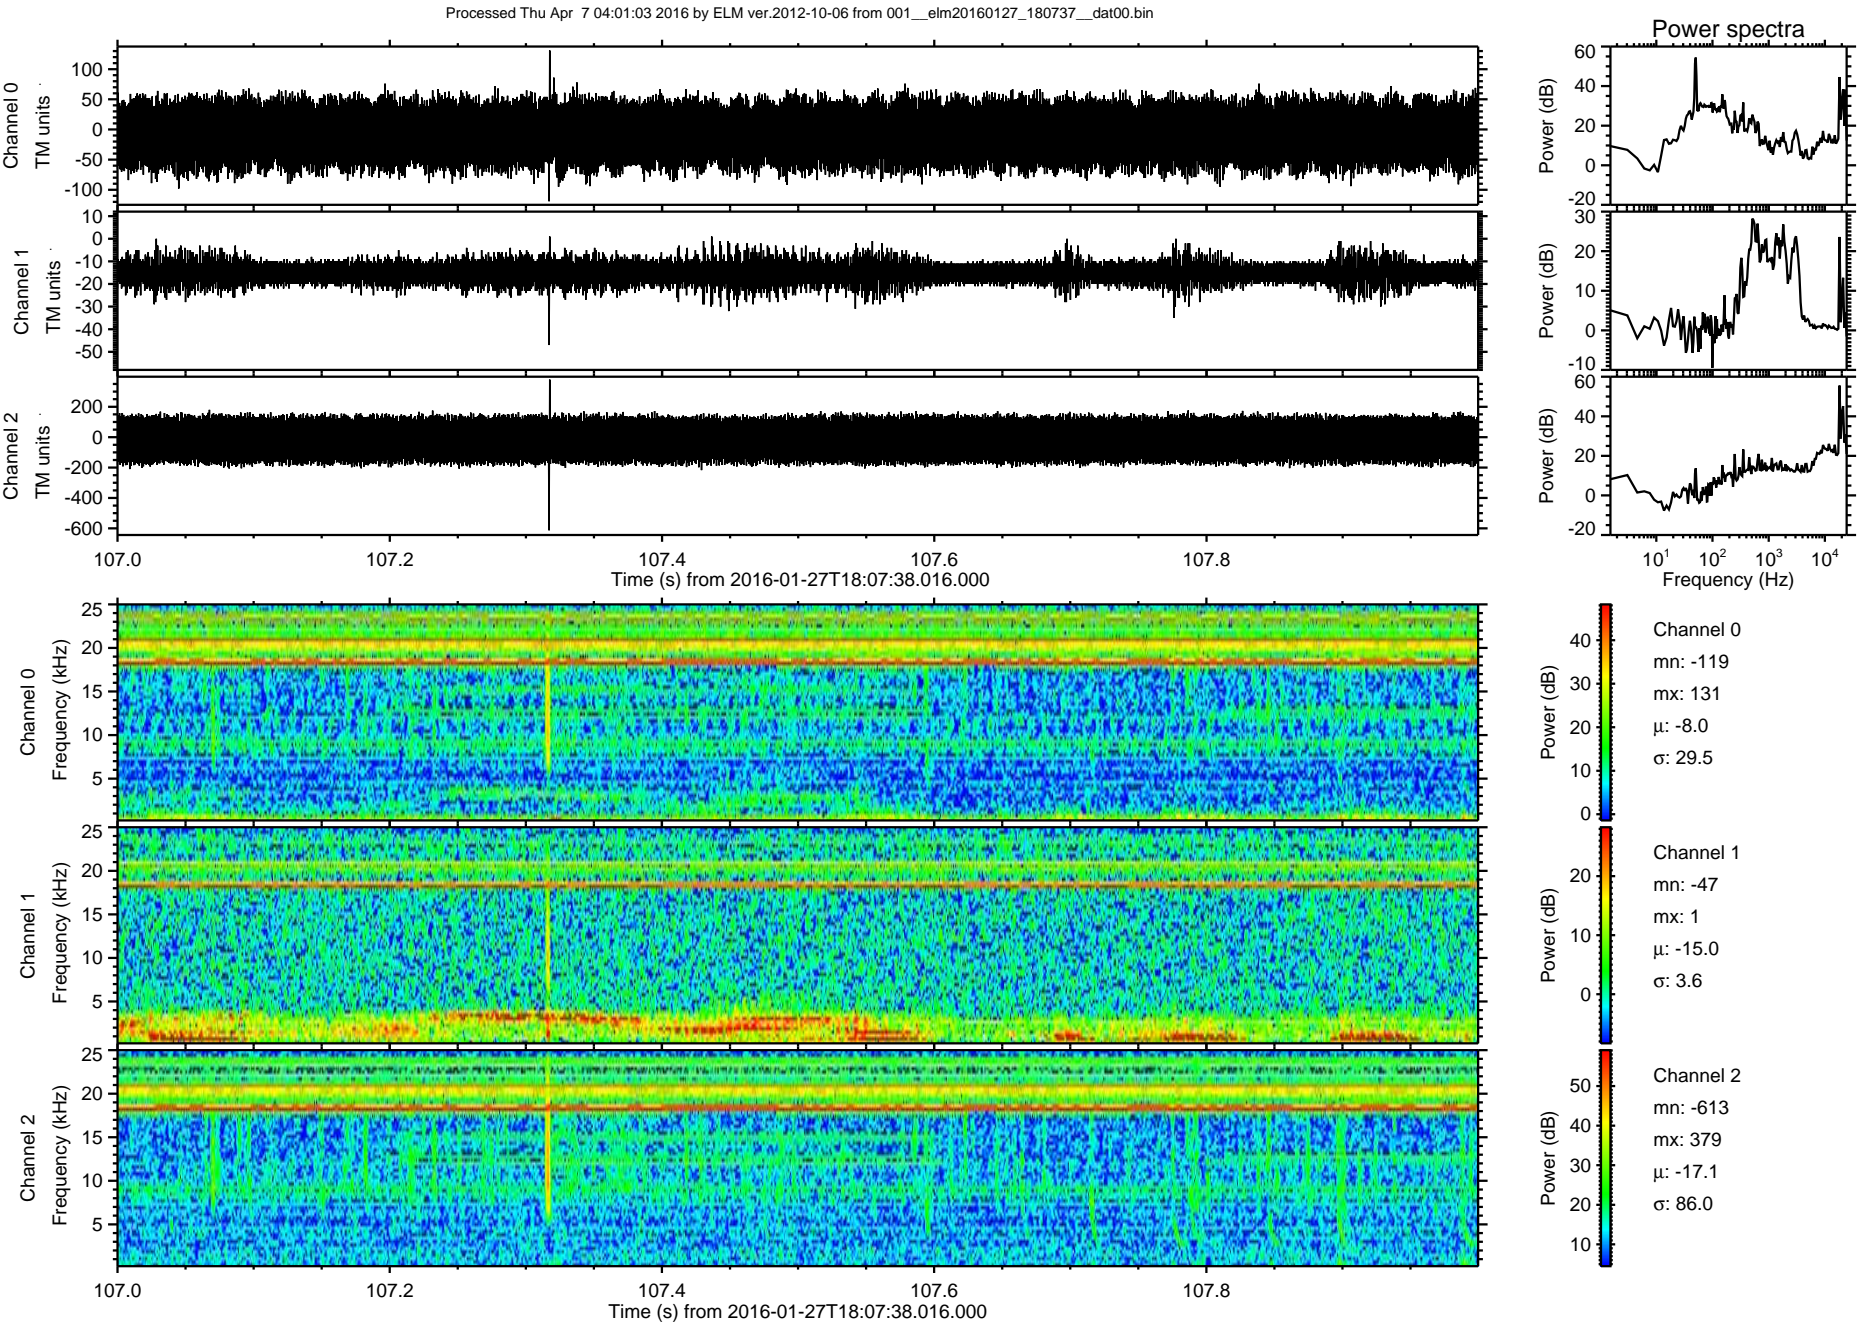 Processed Thu Apr  7 04:01:03 2016 by ELM ver.2012-10-06 from 001__elm20160127_180737__dat00.bin
Power spectra
Channel 0
TM units
100
50
0
-50
-100
Power (dB)
60
40
20
0
-20
Channel 1
TM units
10
0
-10
-20
-30
-40
-50
Power (dB)
30
20
10
0
-10
Channel 2
TM units
200
0
-200
-400
-600
Power (dB)
60
40
20
0
-20
107.0 107.2 107.4 107.6 107.8
Time (s) from 2016-01-27T18:07:38.016.000
10^1 10^2 10^3 10^4
Frequency (Hz)
Channel 0
Frequency (kHz)
25
20
15
10
5
Power (dB)
40
30
20
10
0
Channel 0
mn: -119
mx: 131
μ: -8.0
σ: 29.5
Channel 1
Frequency (kHz)
25
20
15
10
5
Power (dB)
20
10
0
Channel 1
mn: -47
mx: 1
μ: -15.0
σ: 3.6
Channel 2
Frequency (kHz)
25
20
15
10
5
Power (dB)
50
40
30
20
10
Channel 2
mn: -613
mx: 379
μ: -17.1
σ: 86.0
107.0 107.2 107.4 107.6 107.8
Time (s) from 2016-01-27T18:07:38.016.000